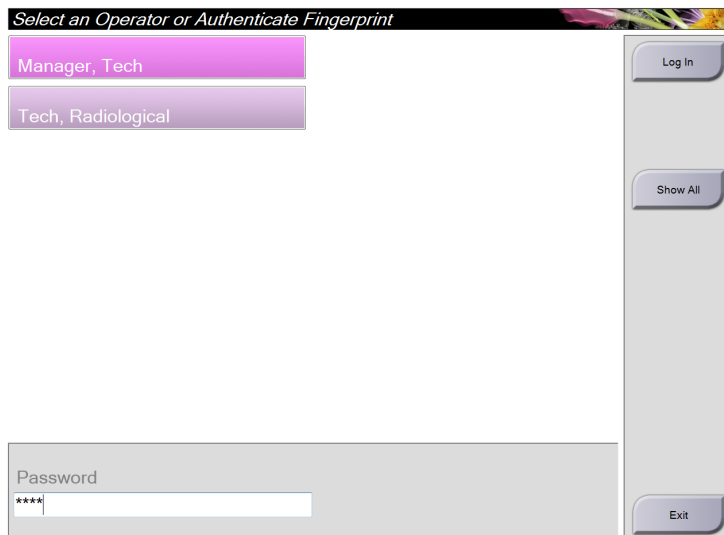 Select an Operator or Authenticate Fingerprint
Manager, Tech
Tech, Radiological
Log In
Show All
Password
****
Exit